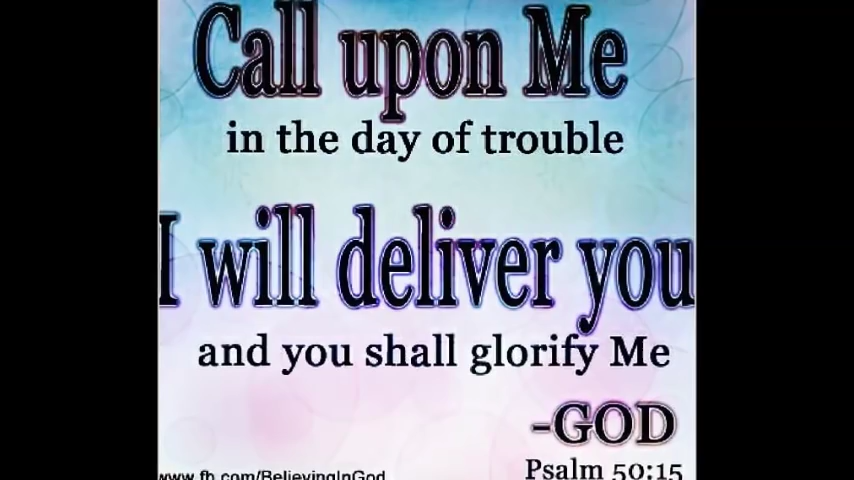 Call upon Me
in the day of trouble
I will deliver you
and you shall glorify Me
-GOD
Psalm 50:15
www.fb.com/BelievingInGod